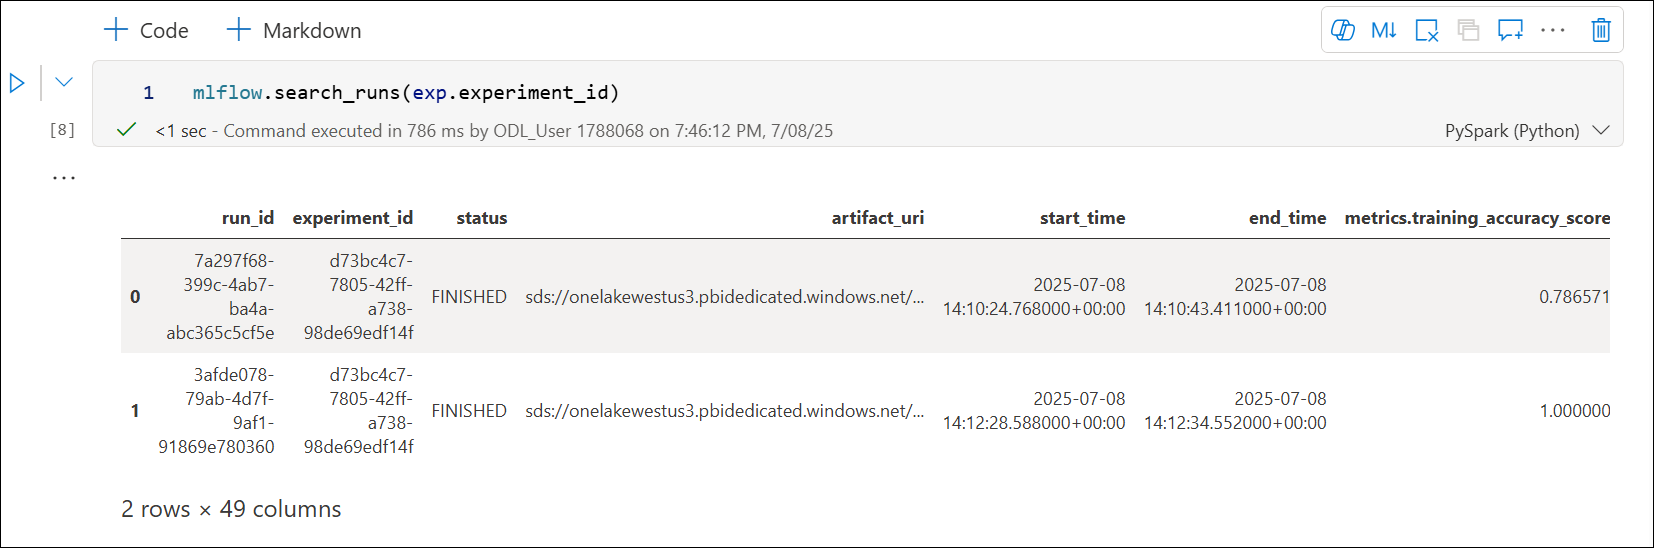 Code Markdown M↓ ...
1 mlflow.search_runs(exp.experiment_id)
[8] <1 sec - Command executed in 786 ms by ODL_User 1788068 on 7:46:12 PM, 7/08/25 PySpark (Python)
...
run_id experiment_id status artifact_uri start_time end_time metrics.training_accuracy_score
7a297f68- d73bc4c7-
399c-4ab7- 7805-42ff- 2025-07-08 2025-07-08
0 ba4a- a738- FINISHED sds://onelakewestus3.pbidedicated.windows.net/... 14:10:24.768000+00:00 14:10:43.411000+00:00 0.786571
abc365c5cf5e 98de69edf14f
3afde078- d73bc4c7-
79ab-4d7f- 7805-42ff- 2025-07-08 2025-07-08
1 9af1- a738- FINISHED sds://onelakewestus3.pbidedicated.windows.net/... 14:12:28.588000+00:00 14:12:34.552000+00:00 1.000000
91869e780360 98de69edf14f
2 rows × 49 columns